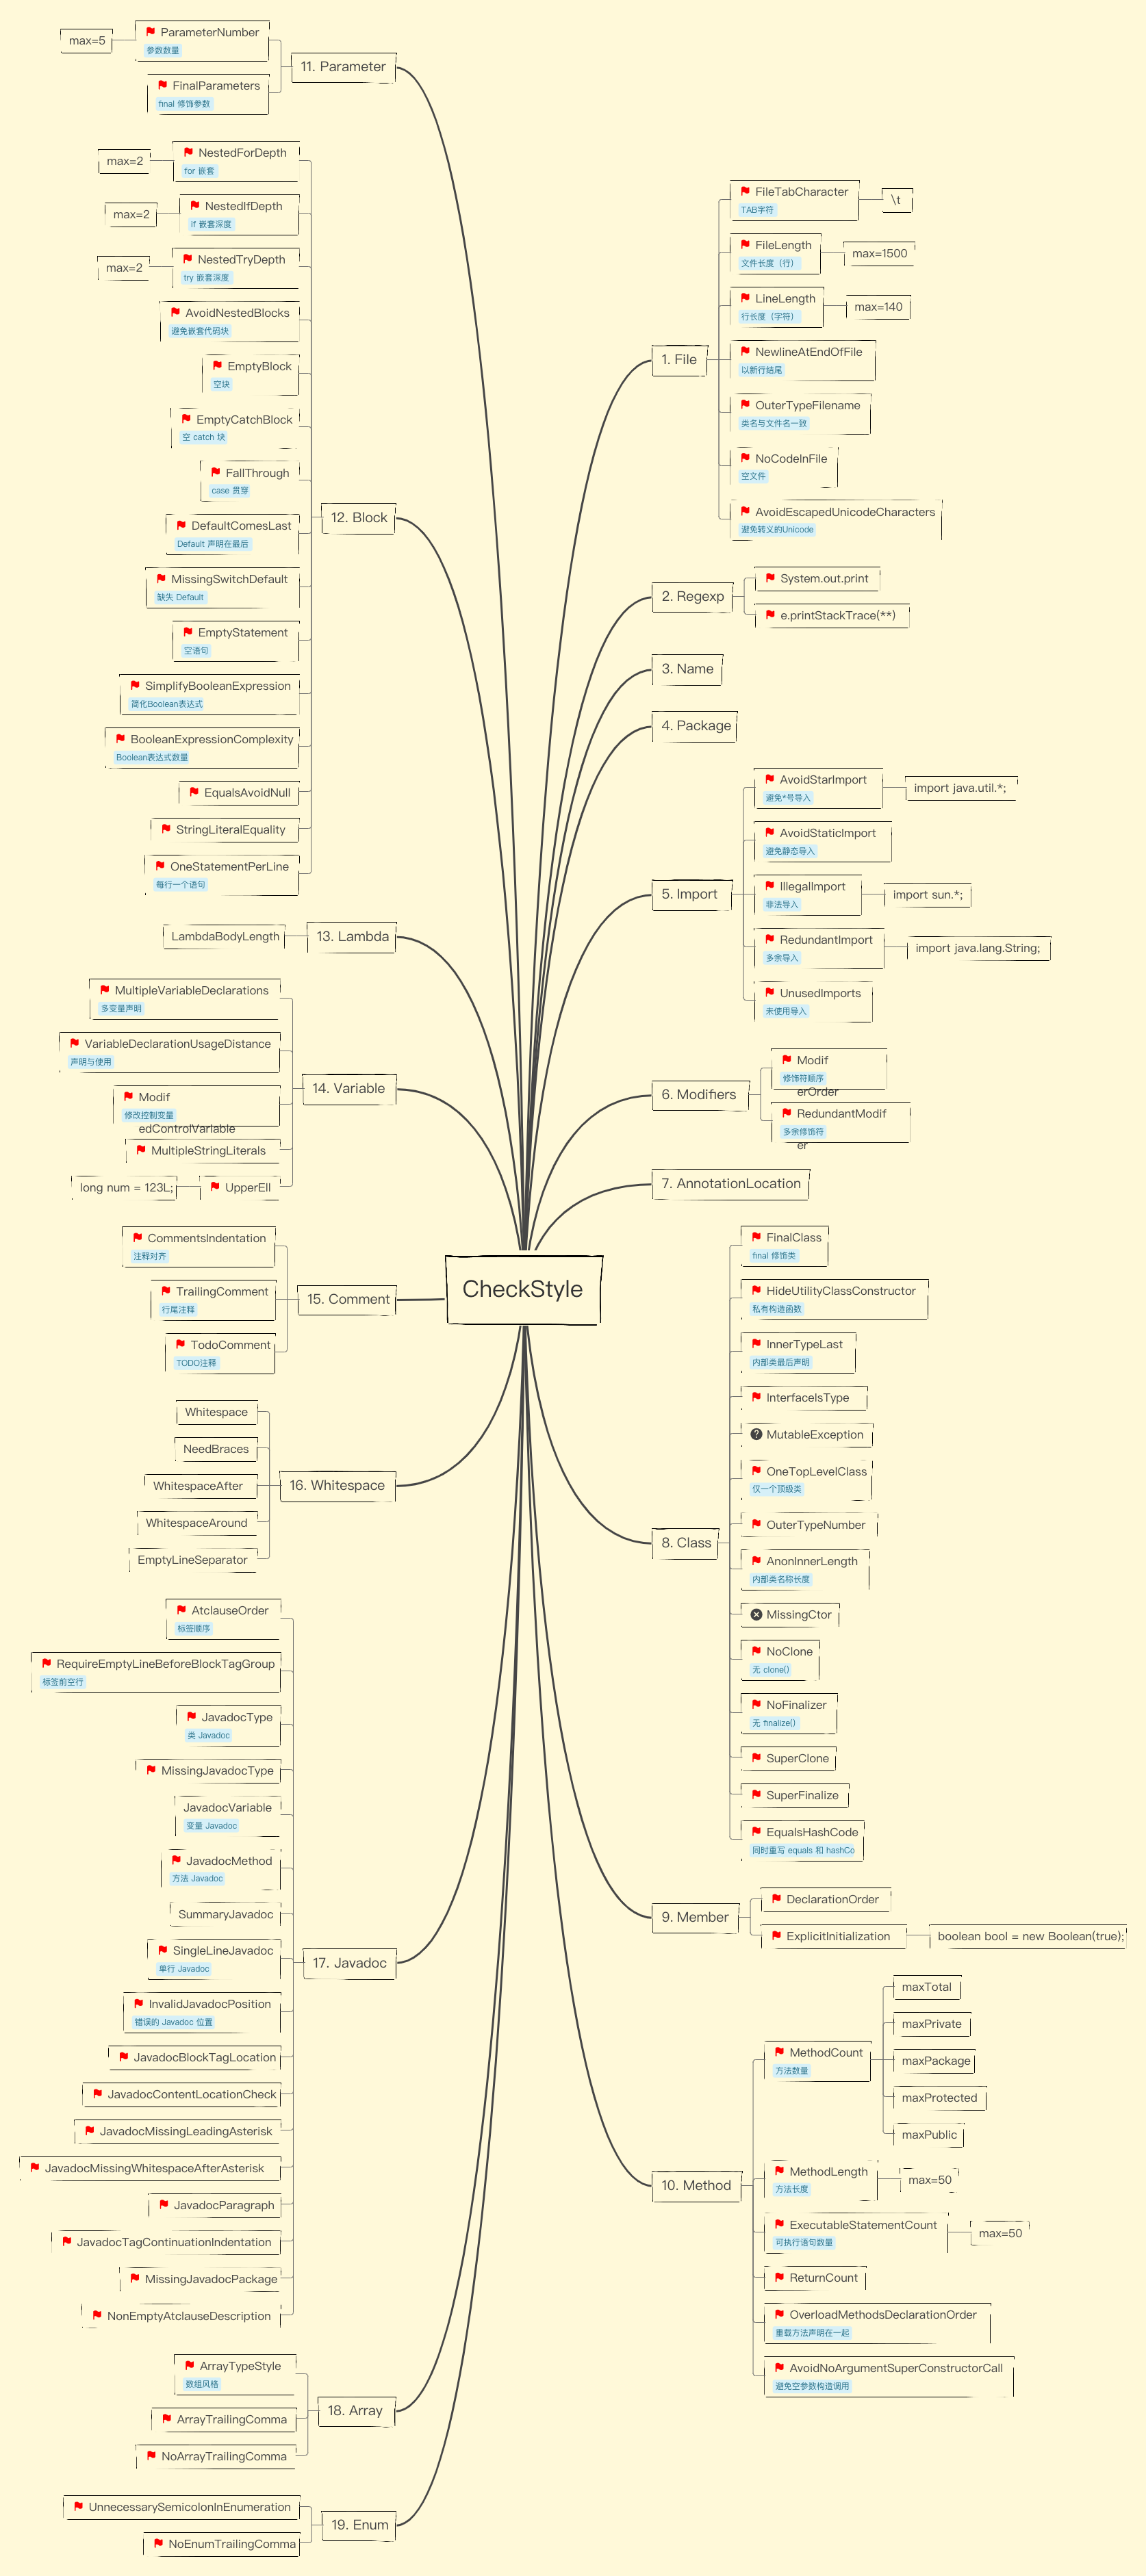 CheckStyle
1. File
FileTabCharacter
TAB字符
\t
FileLength
文件长度（行）
max=1500
LineLength
行长度（字符）
max=140
NewlineAtEndOfFile
以新行结尾
OuterTypeFilename
类名与文件名一致
NoCodeInFile
空文件
AvoidEscapedUnicodeCharacters
避免转义的Unicode
2. Regexp
System.out.print
e.printStackTrace(**)
3. Name
4. Package
5. Import
AvoidStarImport
避免*号导入
import java.util.*;
AvoidStaticImport
避免静态导入
IllegalImport
非法导入
import sun.*;
RedundantImport
多余导入
import java.lang.String;
UnusedImports
未使用导入
6. Modifiers
Modif
修饰符顺序
erOrder
RedundantModif
多余修饰符
er
7. AnnotationLocation
8. Class
FinalClass
final 修饰类
HideUtilityClassConstructor
私有构造函数
InnerTypeLast
内部类最后声明
InterfaceIsType
MutableException
OneTopLevelClass
仅一个顶级类
OuterTypeNumber
AnonInnerLength
内部类名称长度
MissingCtor
NoClone
无 clone()
NoFinalizer
无 finalize()
SuperClone
SuperFinalize
EqualsHashCode
同时重写 equals 和 hashCo
9. Member
DeclarationOrder
ExplicitInitialization
boolean bool = new Boolean(true);
10. Method
MethodCount
方法数量
maxTotal
maxPrivate
maxPackage
maxProtected
maxPublic
MethodLength
方法长度
max=50
ExecutableStatementCount
可执行语句数量
max=50
ReturnCount
OverloadMethodsDeclarationOrder
重载方法声明在一起
AvoidNoArgumentSuperConstructorCall
避免空参数构造调用
11. Parameter
ParameterNumber
参数数量
max=5
FinalParameters
final 修饰参数
12. Block
NestedForDepth
for 嵌套
max=2
NestedIfDepth
if 嵌套深度
max=2
NestedTryDepth
try 嵌套深度
max=2
AvoidNestedBlocks
避免嵌套代码块
EmptyBlock
空块
EmptyCatchBlock
空 catch 块
FallThrough
case 贯穿
DefaultComesLast
Default 声明在最后
MissingSwitchDefault
缺失 Default
EmptyStatement
空语句
SimplifyBooleanExpression
简化Boolean表达式
BooleanExpressionComplexity
Boolean表达式数量
EqualsAvoidNull
StringLiteralEquality
OneStatementPerLine
每行一个语句
13. Lambda
LambdaBodyLength
14. Variable
MultipleVariableDeclarations
多变量声明
VariableDeclarationUsageDistance
声明与使用
Modif
修改控制变量
edControlVariable
MultipleStringLiterals
UpperEll
long num = 123L;
15. Comment
CommentsIndentation
注释对齐
TrailingComment
行尾注释
TodoComment
TODO注释
16. Whitespace
Whitespace
NeedBraces
WhitespaceAfter
WhitespaceAround
EmptyLineSeparator
17. Javadoc
AtclauseOrder
标签顺序
RequireEmptyLineBeforeBlockTagGroup
标签前空行
JavadocType
类 Javadoc
MissingJavadocType
JavadocVariable
变量 Javadoc
JavadocMethod
方法 Javadoc
SummaryJavadoc
SingleLineJavadoc
单行 Javadoc
InvalidJavadocPosition
错误的 Javadoc 位置
JavadocBlockTagLocation
JavadocContentLocationCheck
JavadocMissingLeadingAsterisk
JavadocMissingWhitespaceAfterAsterisk
JavadocParagraph
JavadocTagContinuationIndentation
MissingJavadocPackage
NonEmptyAtclauseDescription
18. Array
ArrayTypeStyle
数组风格
ArrayTrailingComma
NoArrayTrailingComma
19. Enum
UnnecessarySemicolonInEnumeration
NoEnumTrailingComma